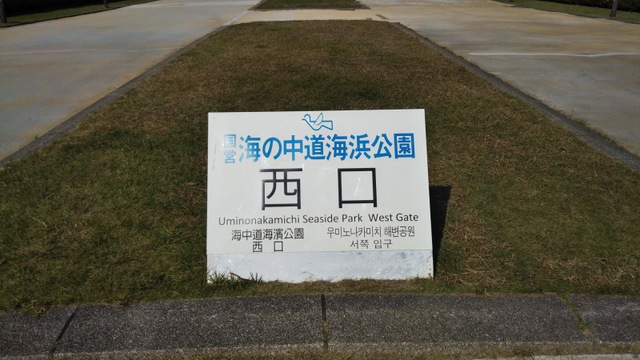 国営 海の中道海浜公園
西口
Uminonakamichi Seaside Park West Gate
海中道海濱公園 우미노나카미치 해변공원
西口 서쪽 입구